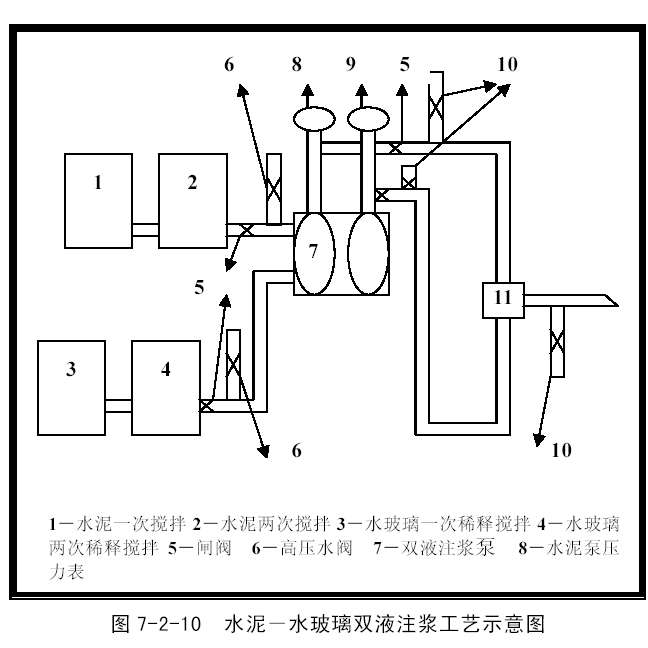 6 8 9 5 10
1 2
7
5
11
3 4
6 10
1－水泥一次搅拌 2－水泥两次搅拌 3－水玻璃一次稀释搅拌 4－水玻璃
两次稀释搅拌 5－闸阀 6－高压水阀 7－双液注浆泵 8－水泥泵压
力表
图 7-2-10 水泥－水玻璃双液注浆工艺示意图